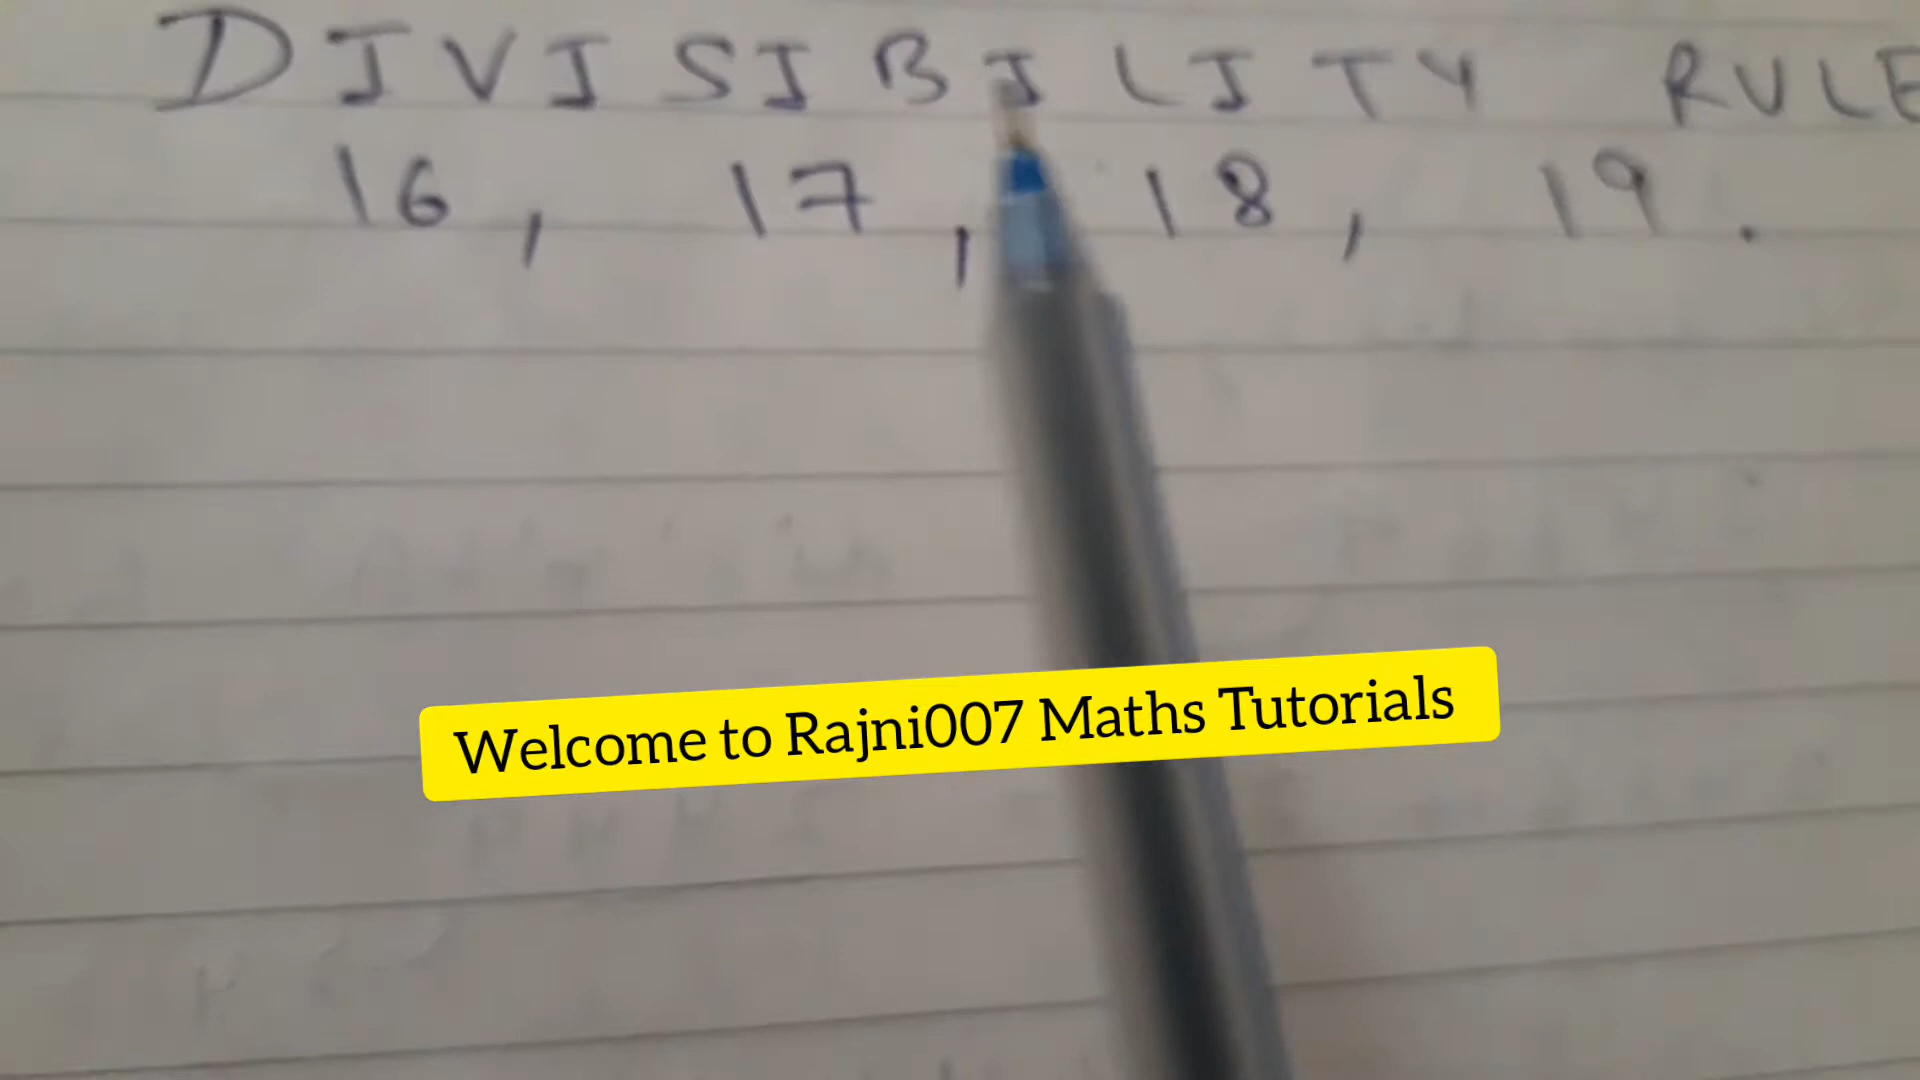 DIVISIBILITY RULE
16, 17, 18, 19.
Welcome to Rajni007 Maths Tutorials